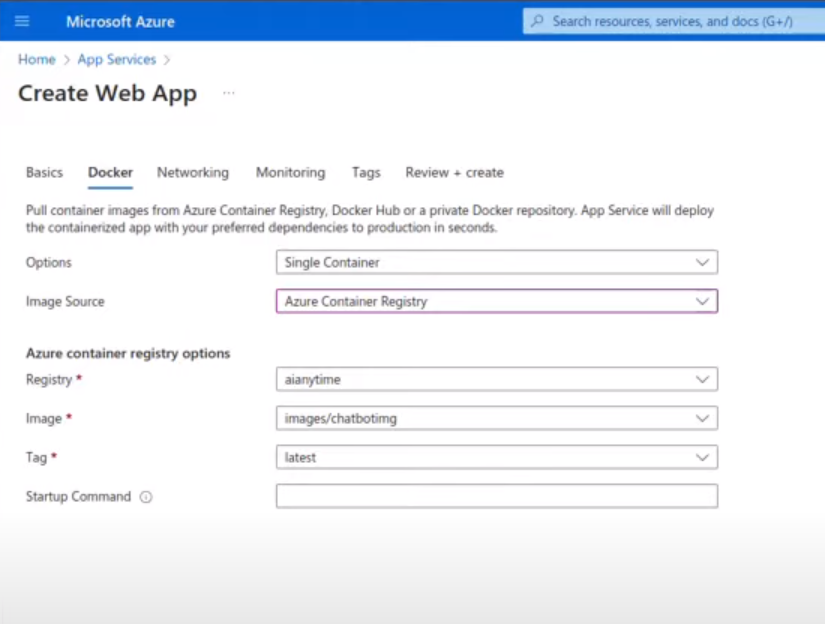 Microsoft Azure
Search resources, services, and docs (G+/)
Home > App Services >
Create Web App ...
Basics Docker Networking Monitoring Tags Review + create
Pull container images from Azure Container Registry, Docker Hub or a private Docker repository. App Service will deploy
the containerized app with your preferred dependencies to production in seconds.
Options Single Container
Image Source Azure Container Registry
Azure container registry options
Registry * aianytime
Image * images/chatbotimg
Tag * latest
Startup Command